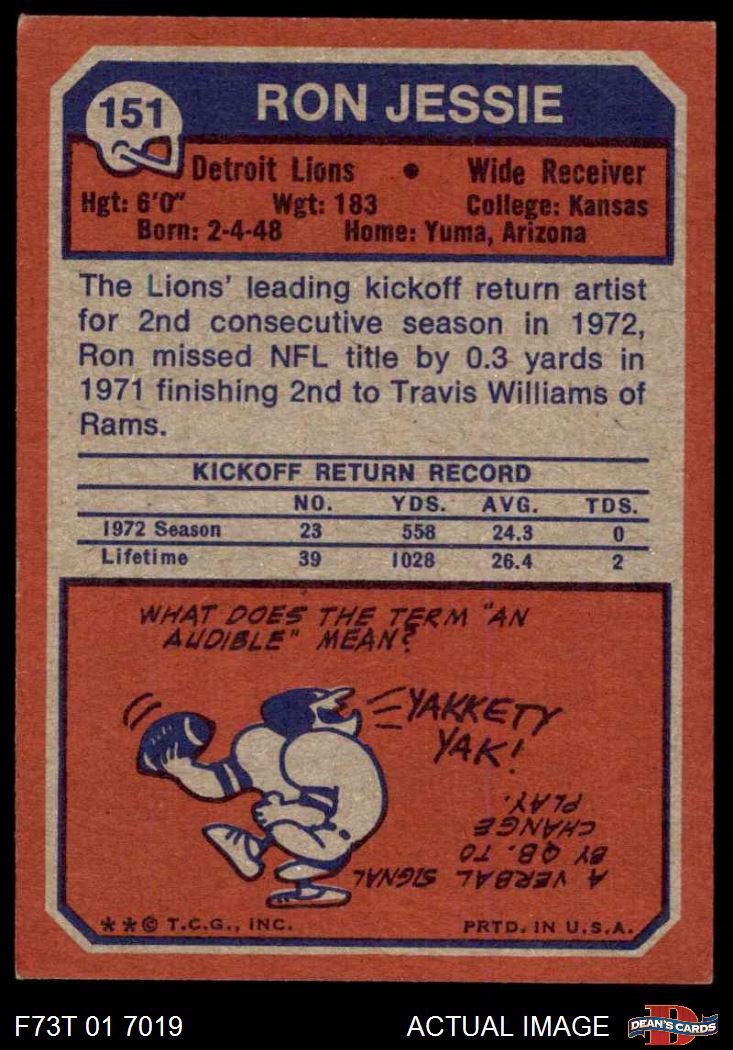 151
RON JESSIE
Detroit Lions • Wide Receiver
Hgt: 6'0" Wgt: 183 College: Kansas
Born: 2-4-48 Home: Yuma, Arizona
The Lions' leading kickoff return artist
for 2nd consecutive season in 1972,
Ron missed NFL title by 0.3 yards in
1971 finishing 2nd to Travis Williams of
Rams.
KICKOFF RETURN RECORD
NO. YDS. AVG. TDS.
1972 Season 23 558 24.3 0
Lifetime 39 1028 26.4 2
WHAT DOES THE TERM "AN
AUDIBLE" MEAN?
YAKKETY
YAK!
A VERBAL SIGNAL
BY QB. TO
CHANGE
PLAY.
**© T.C.G., INC. PRTD. IN U.S.A.
F73T 01 7019 ACTUAL IMAGE D DEAN'S CARDS